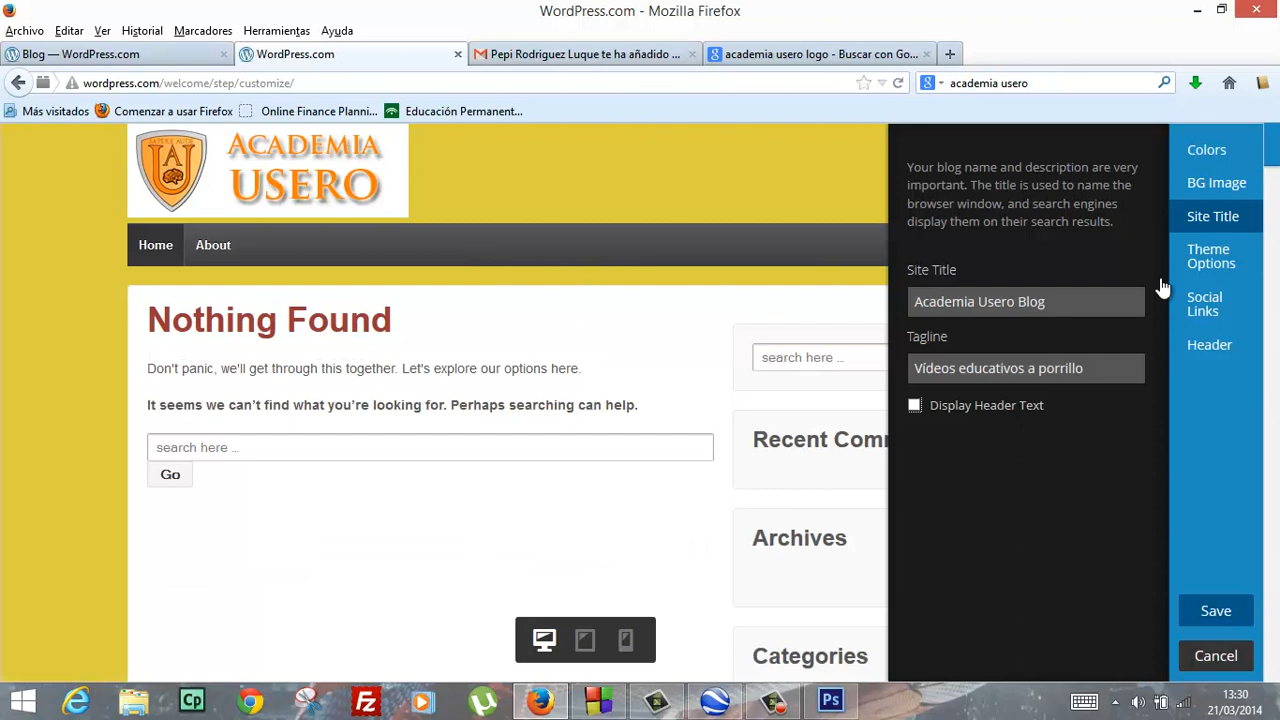 WordPress.com - Mozilla Firefox
Archivo Editar Ver Historial Marcadores Herramientas Ayuda
Blog — WordPress.com
WordPress.com
Pepi Rodriguez Luque te ha añadido ...
academia usero logo - Buscar con Go...
wordpress.com/welcome/step/customize/
academia usero
Más visitados
Comenzar a usar Firefox
Online Finance Planni...
Educación Permanent...
ACADEMIA
USERO
Home
About
Nothing Found
Don't panic, we'll get through this together. Let's explore our options here.
It seems we can't find what you're looking for. Perhaps searching can help.
search here ...
Go
search here ...
Recent Comm
Archives
Categories
Your blog name and description are very
important. The title is used to name the
browser window, and search engines
display them on their search results.
Site Title
Academia Usero Blog
Tagline
Vídeos educativos a porrillo
Display Header Text
Colors
BG Image
Site Title
Theme
Options
Social
Links
Header
Save
Cancel
Cp
Fz
Ps
13:30
21/03/2014